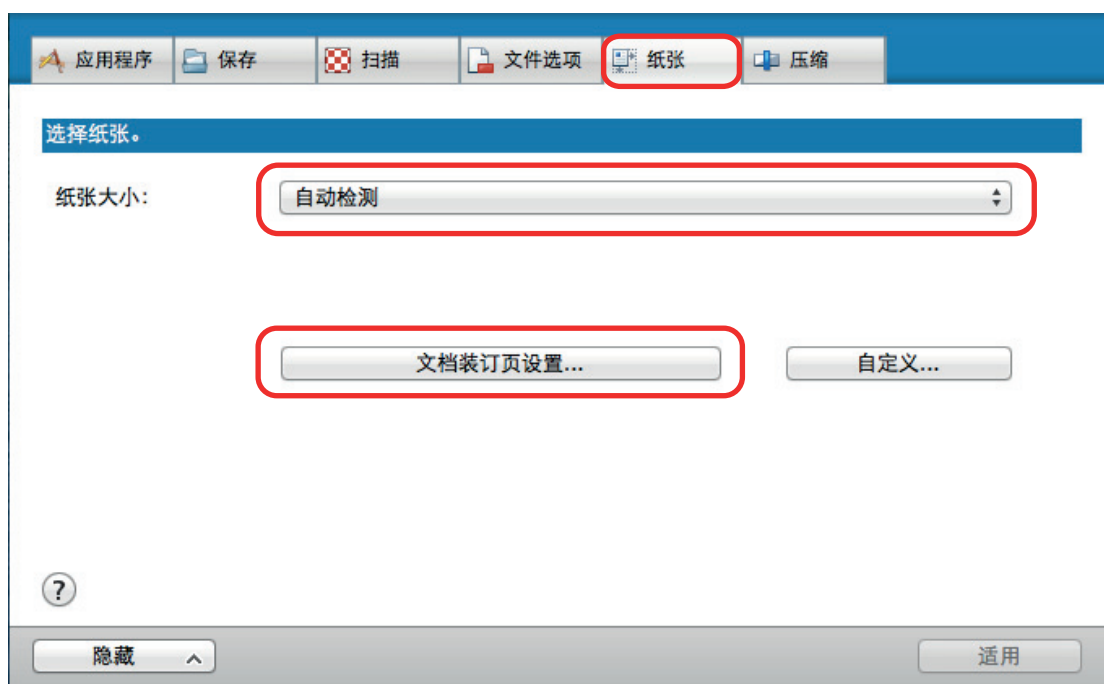 应用程序 保存 扫描 文件选项 纸张 压缩
选择纸张。
纸张大小: 自动检测
文档装订页设置... 自定义...
?
隐藏 适用